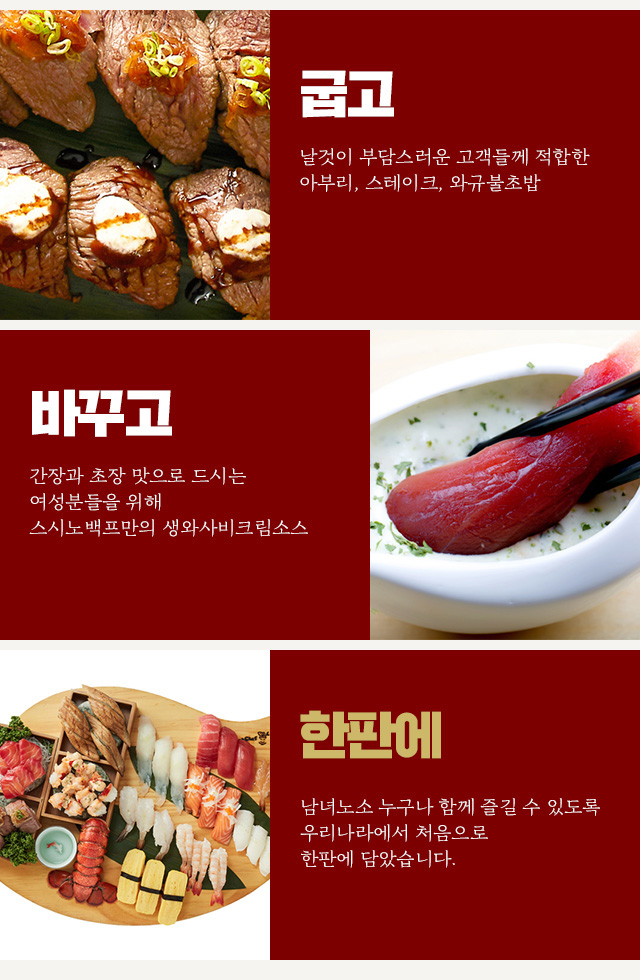 굽고
날것이 부담스러운 고객들께 적합한
아부리, 스테이크, 와규불초밥
바꾸고
간장과 초장 맛으로 드시는
여성분들을 위해
스시노백프만의 생와사비크림소스
한판에
남녀노소 누구나 함께 즐길 수 있도록
우리나라에서 처음으로
한판에 담았습니다.